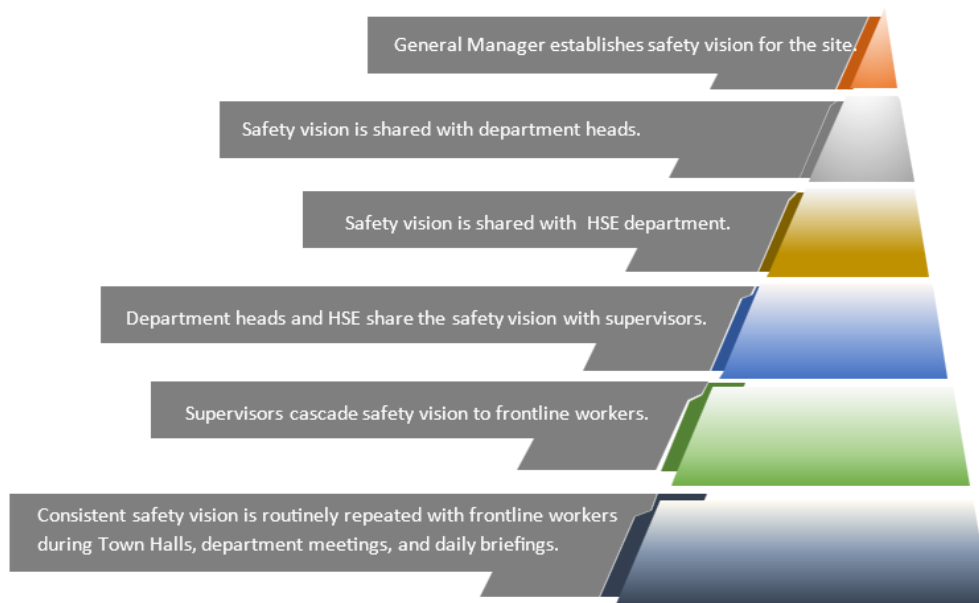 General Manager establishes safety vision for the site.
Safety vision is shared with department heads.
Safety vision is shared with  HSE department.
Department heads and HSE share the safety vision with supervisors.
Supervisors cascade safety vision to frontline workers.
Consistent safety vision is routinely repeated with frontline workers
during Town Halls, department meetings, and daily briefings.